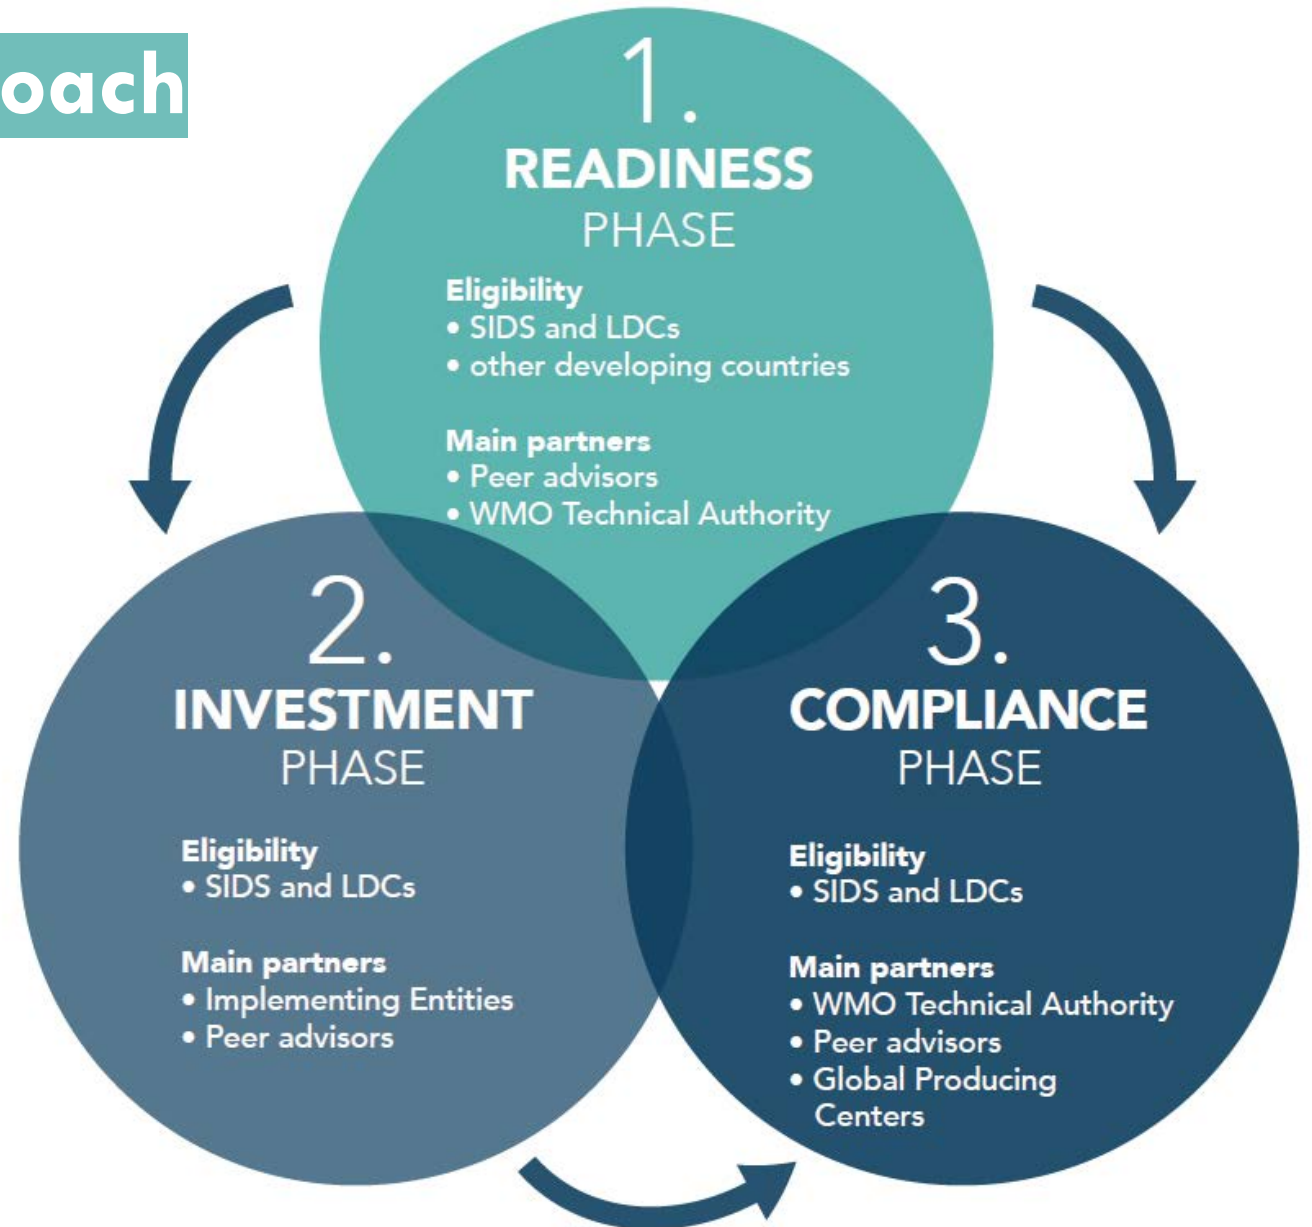 oach
1.
READINESS
PHASE
Eligibility
• SIDS and LDCs
• other developing countries
Main partners
• Peer advisors
• WMO Technical Authority
2.
INVESTMENT
PHASE
Eligibility
• SIDS and LDCs
Main partners
• Implementing Entities
• Peer advisors
3.
COMPLIANCE
PHASE
Eligibility
• SIDS and LDCs
Main partners
• WMO Technical Authority
• Peer advisors
• Global Producing
Centers